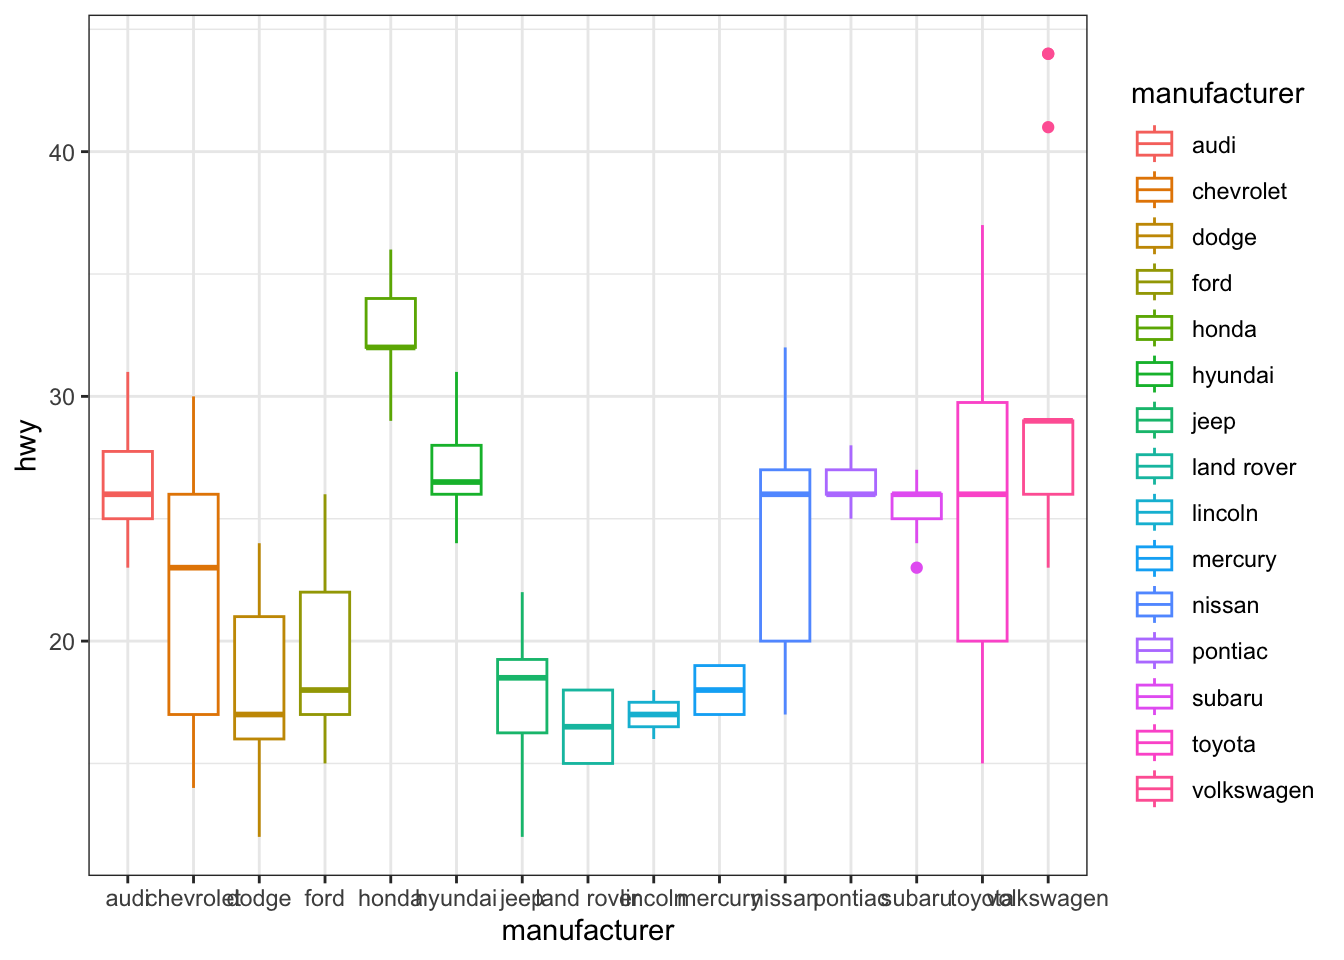 hwy
40
30
20
audi chevrolet dodge ford honda hyundai jeep land rover lincoln mercury nissan pontiac subaru toyota volkswagen
manufacturer
manufacturer
audi
chevrolet
dodge
ford
honda
hyundai
jeep
land rover
lincoln
mercury
nissan
pontiac
subaru
toyota
volkswagen